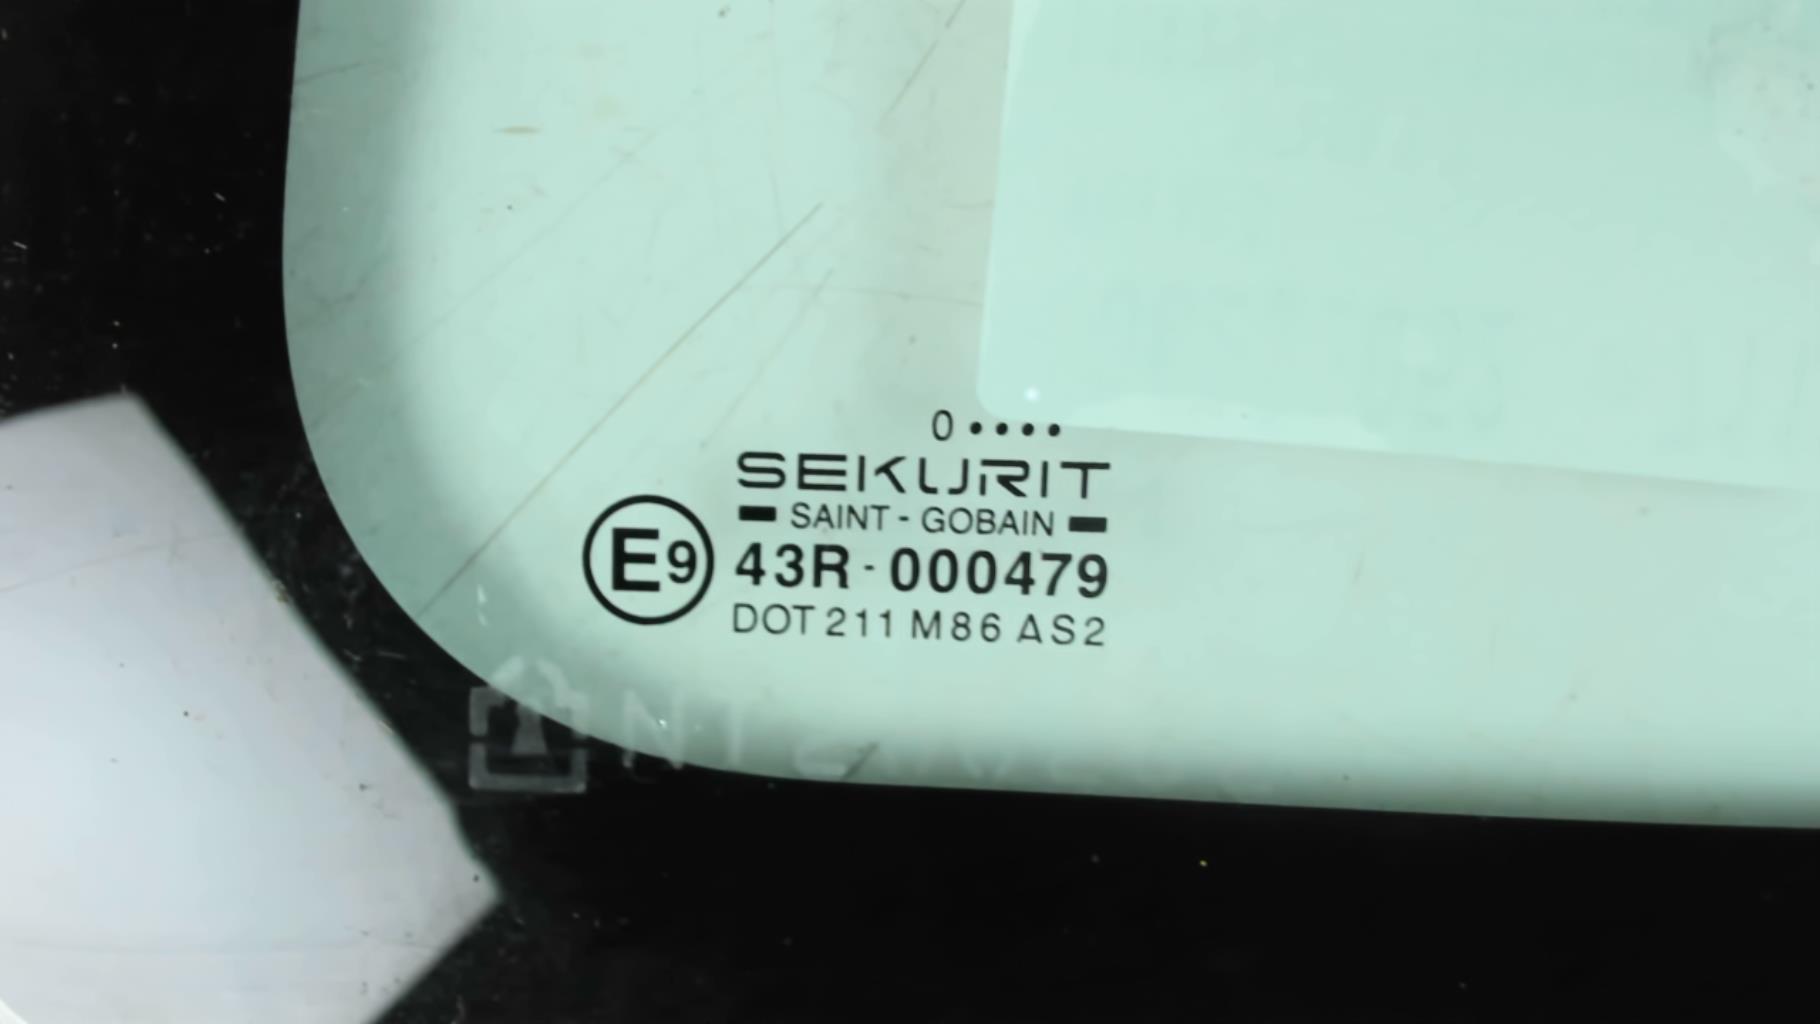 0 ••••
SEKURIT
SAINT - GOBAIN
E9 43R - 000479
DOT 211 M86 AS2